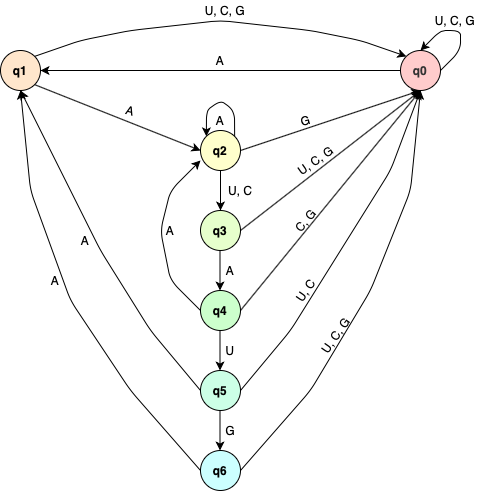 U, C, G
U, C, G
q1
A
q0
A
A
G
q2
U, C
U, C, G
q3
A
A
C, G
A
q4
U
U, C
q5
A
G
U, C, G
q6